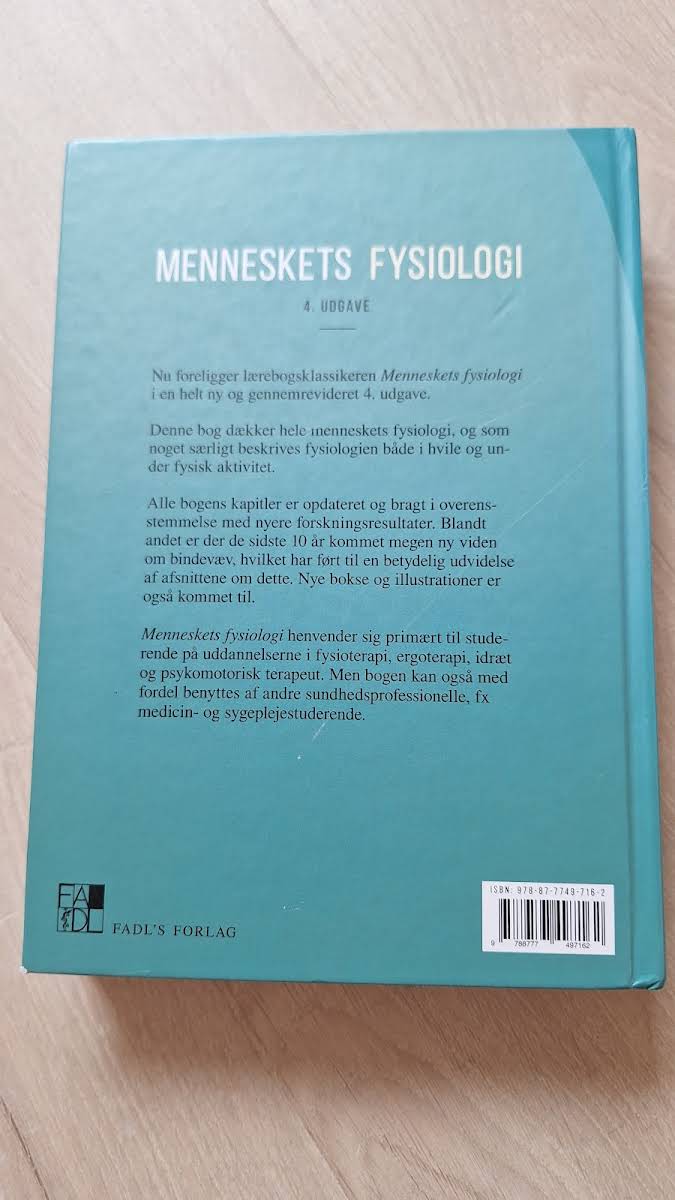 MENNESKETS FYSIOLOGI
4. UDGAVE
Nu foreligger lærebogsklassikeren Menneskets fysiologi
i en helt ny og gennemrevideret 4. udgave.
Denne bog dækker hele menneskets fysiologi, og som
noget særligt beskrives fysiologien både i hvile og un-
der fysisk aktivitet.
Alle bogens kapitler er opdateret og bragt i overens-
stemmelse med nyere forskningsresultater. Blandt
andet er der de sidste 10 år kommet megen ny viden
om bindevæv, hvilket har ført til en betydelig udvidelse
af afsnittene om dette. Nye bokse og illustrationer er
også kommet til.
Menneskets fysiologi henvender sig primært til stude-
rende på uddannelserne i fysioterapi, ergoterapi, idræt
og psykomotorisk terapeut. Men bogen kan også med
fordel benyttes af andre sundhedsprofessionelle, fx
medicin- og sygeplejestuderende.
FADL
FADL'S FORLAG
ISBN: 978-87-7749-716-2
9 788777 497162